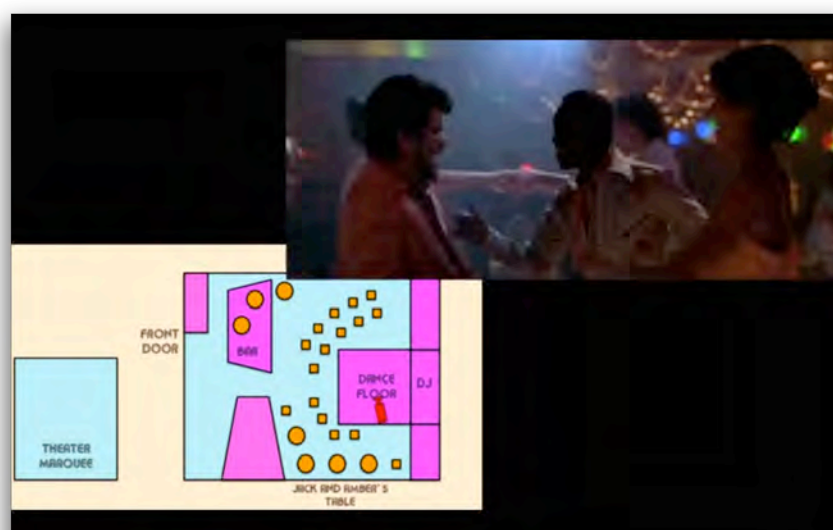 FRONT
DOOR
BAR
DANCE
FLOOR
DJ
THEATER
MARQUEE
JACK AND AMBER'S
TABLE